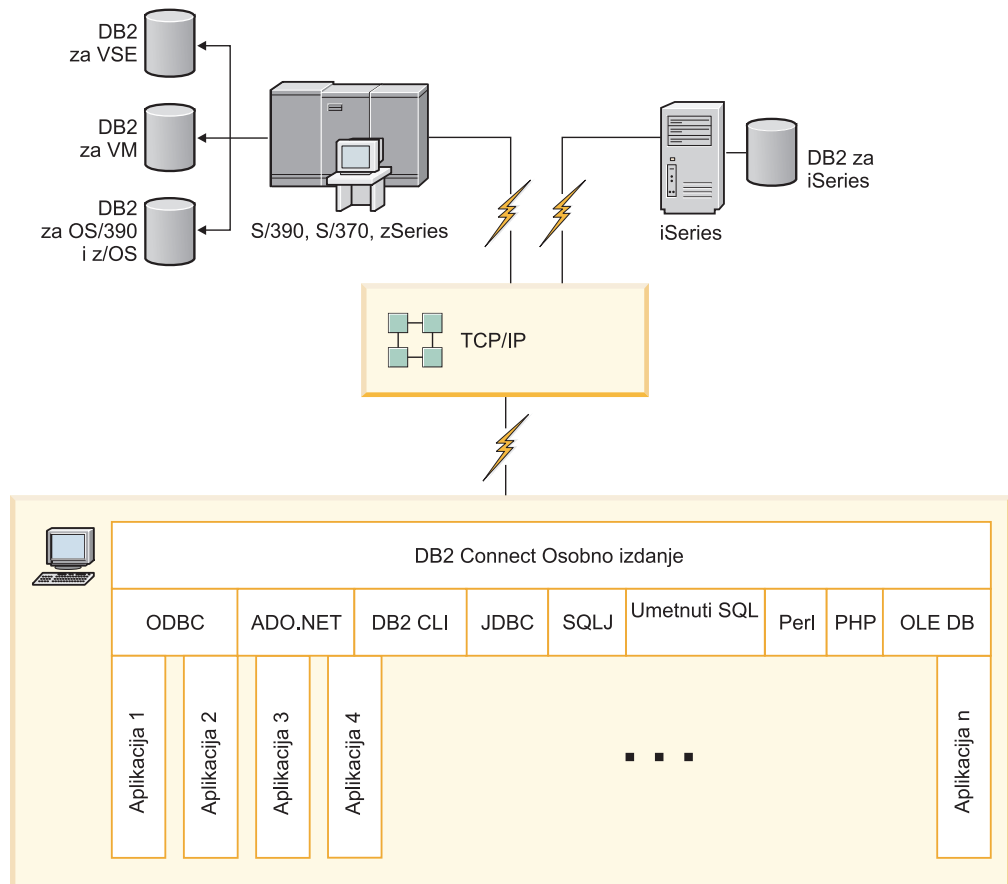 DB2
za VSE
DB2
za VM
DB2
za OS/390
i z/OS
S/390, S/370, zSeries
DB2 za
iSeries
iSeries
TCP/IP
DB2 Connect Osobno izdanje
ODBC
ADO.NET
DB2 CLI
JDBC
SQLJ
Umetnuti SQL
Perl
PHP
OLE DB
Aplikacija 1
Aplikacija 2
Aplikacija 3
Aplikacija 4
. . .
Aplikacija n